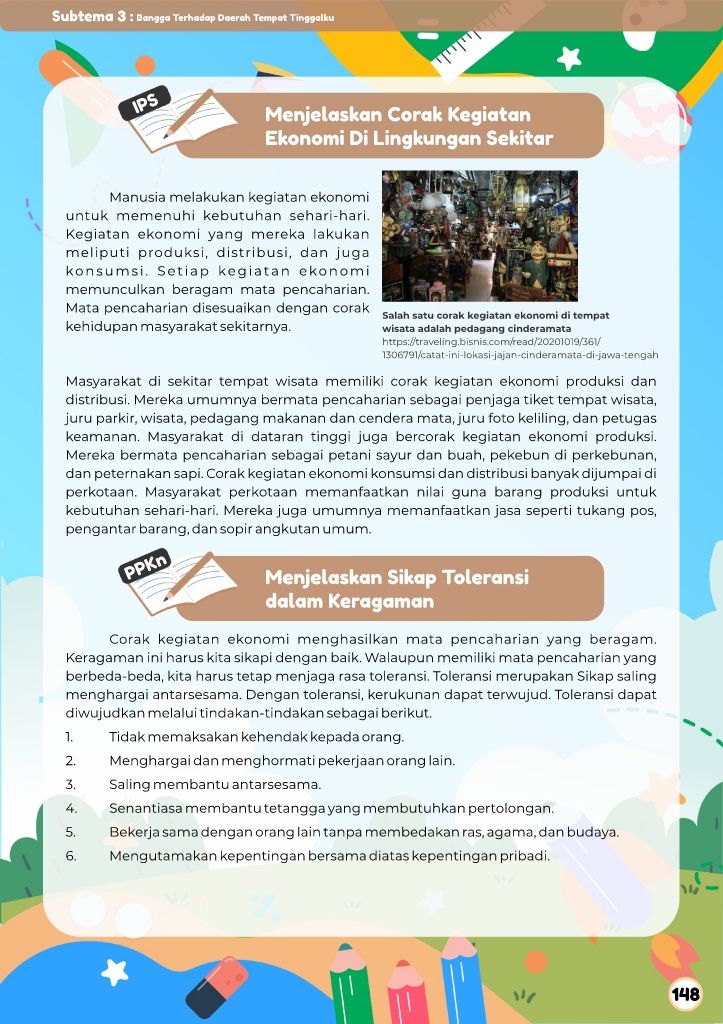 Subtema 3 : Bangga Terhadap Daerah Tempat Tinggalku
IPS
Menjelaskan Corak Kegiatan
Ekonomi Di Lingkungan Sekitar
Manusia melakukan kegiatan ekonomi
untuk memenuhi kebutuhan sehari-hari.
Kegiatan ekonomi yang mereka lakukan
meliputi produksi, distribusi, dan juga
konsumsi. Setiap kegiatan ekonomi
memunculkan beragam mata pencaharian.
Mata pencaharian disesuaikan dengan corak
kehidupan masyarakat sekitarnya.
Salah satu corak kegiatan ekonomi di tempat
wisata adalah pedagang cinderamata
https://traveling.bisnis.com/read/20201019/361/
1306791/catat-ini-lokasi-jajan-cinderamata-di-jawa-tengah
Masyarakat di sekitar tempat wisata memiliki corak kegiatan ekonomi produksi dan
distribusi. Mereka umumnya bermata pencaharian sebagai penjaga tiket tempat wisata,
juru parkir, wisata, pedagang makanan dan cendera mata, juru foto keliling, dan petugas
keamanan. Masyarakat di dataran tinggi juga bercorak kegiatan ekonomi produksi.
Mereka bermata pencaharian sebagai petani sayur dan buah, pekebun di perkebunan,
dan peternakan sapi. Corak kegiatan ekonomi konsumsi dan distribusi banyak dijumpai di
perkotaan. Masyarakat perkotaan memanfaatkan nilai guna barang produksi untuk
kebutuhan sehari-hari. Mereka juga umumnya memanfaatkan jasa seperti tukang pos,
pengantar barang, dan sopir angkutan umum.
PPKn
Menjelaskan Sikap Toleransi
dalam Keragaman
Corak kegiatan ekonomi menghasilkan mata pencaharian yang beragam.
Keragaman ini harus kita sikapi dengan baik. Walaupun memiliki mata pencaharian yang
berbeda-beda, kita harus tetap menjaga rasa toleransi. Toleransi merupakan Sikap saling
menghargai antarsesama. Dengan toleransi, kerukunan dapat terwujud. Toleransi dapat
diwujudkan melalui tindakan-tindakan sebagai berikut.
1. Tidak memaksakan kehendak kepada orang.
2. Menghargai dan menghormati pekerjaan orang lain.
3. Saling membantu antarsesama.
4. Senantiasa membantu tetangga yang membutuhkan pertolongan.
5. Bekerja sama dengan orang lain tanpa membedakan ras, agama, dan budaya.
6. Mengutamakan kepentingan bersama diatas kepentingan pribadi.
148